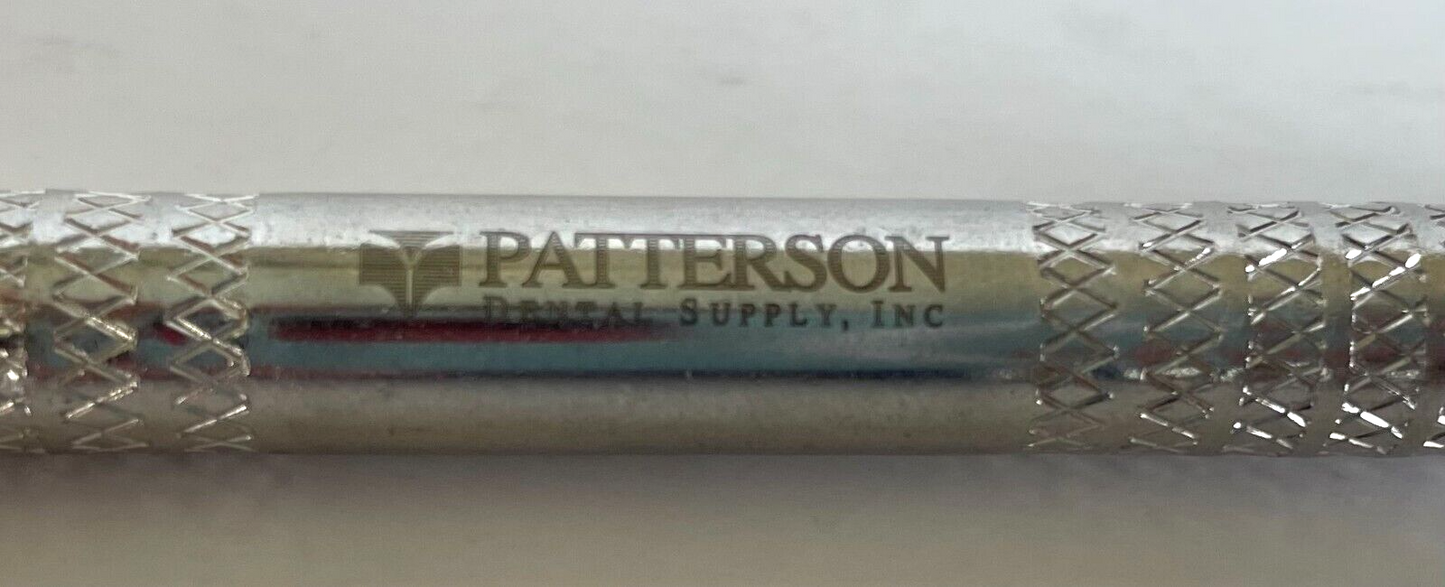 PATTERSON
DENTAL SUPPLY, INC